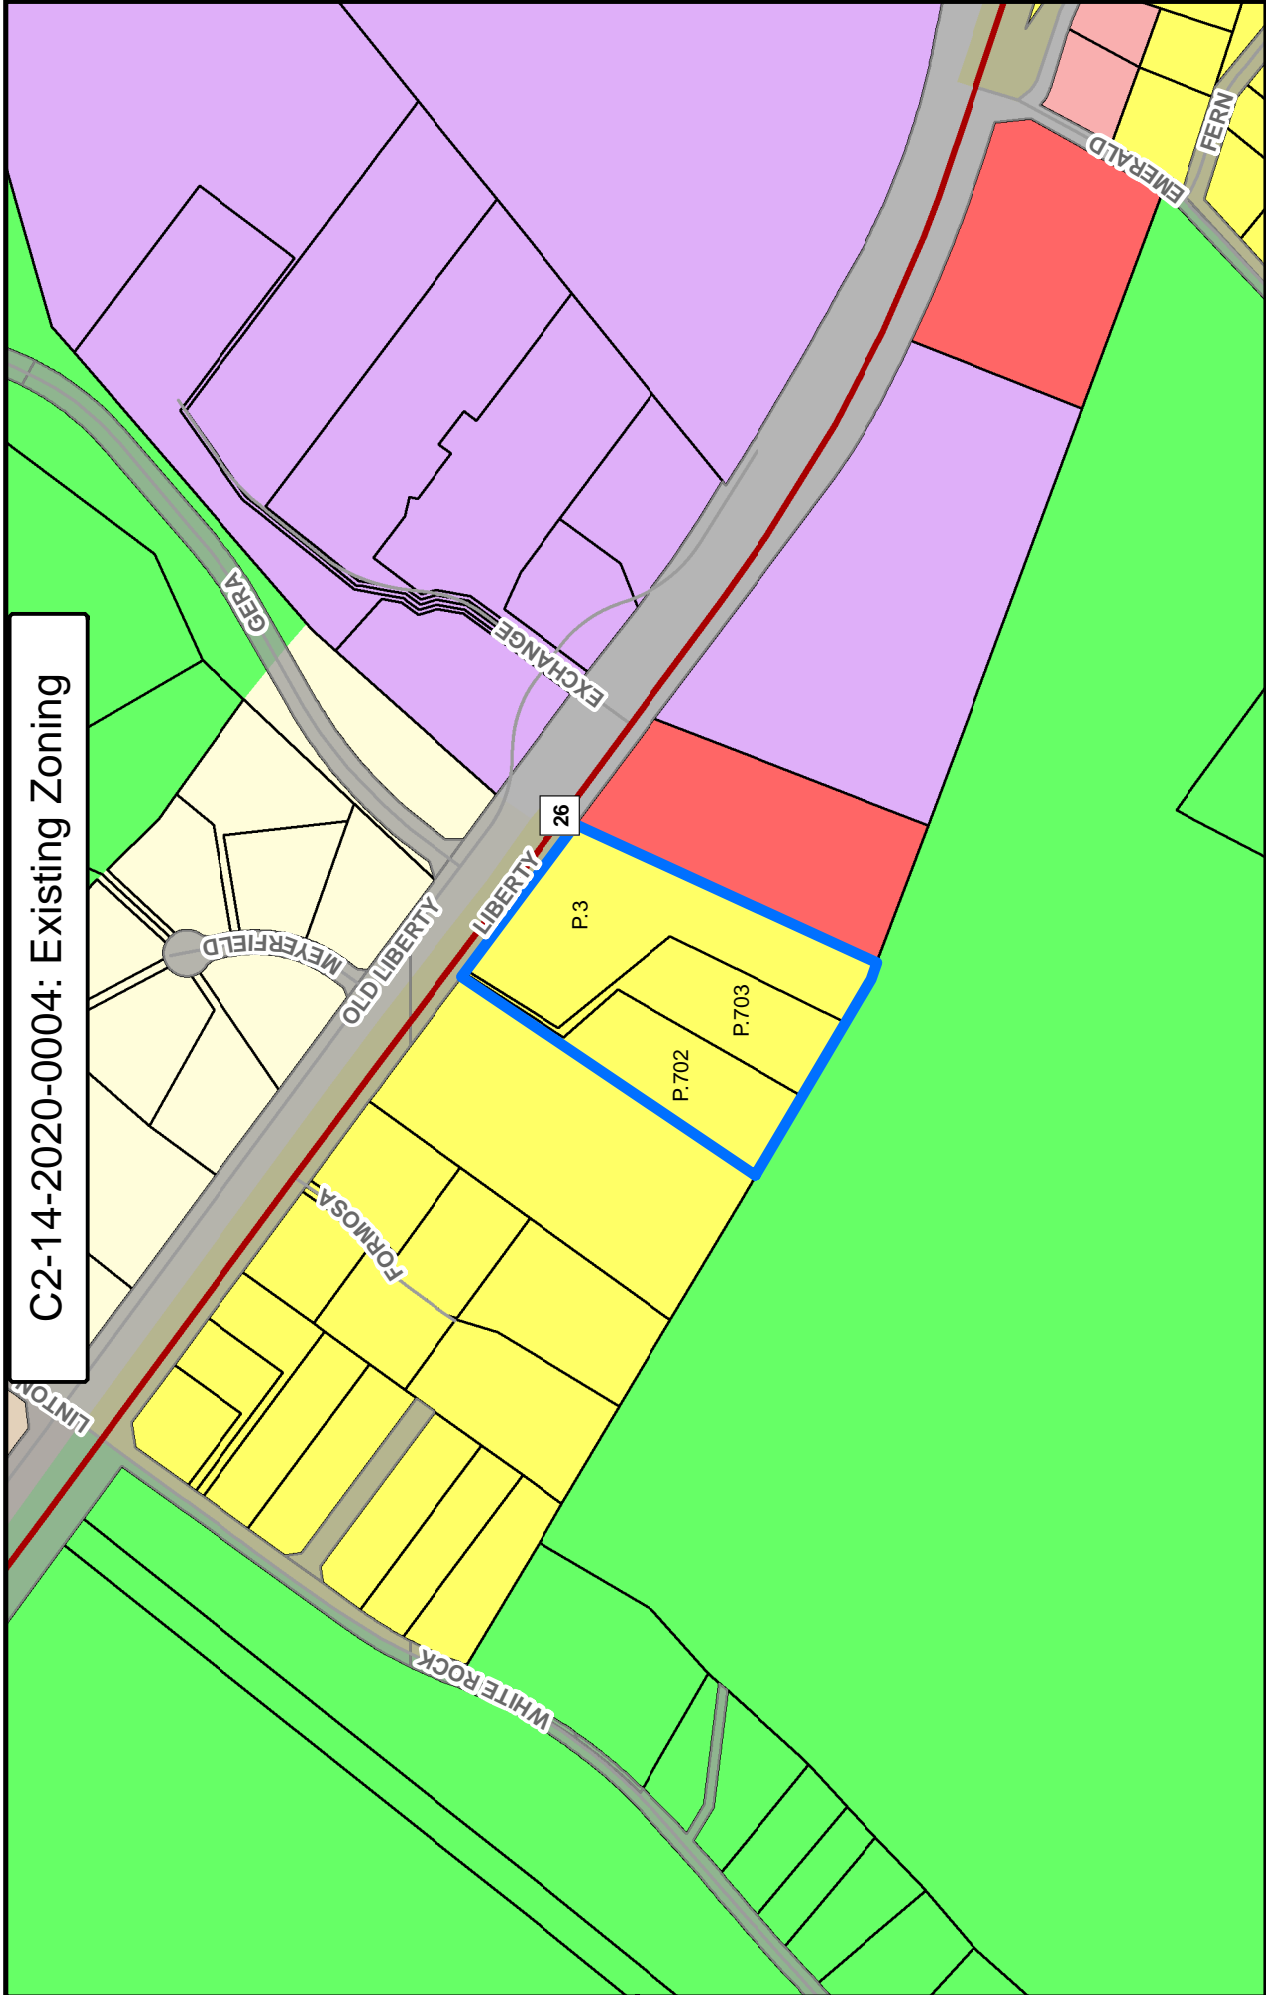 C2-14-2020-0004: Existing Zoning
LINTON
GERA
MEYERFIELD
OLD LIBERTY
LIBERTY
26
EXCHANGE
EMERALD
FERN
FORMOSA
WHITE ROCK
P.3
P.702
P.703